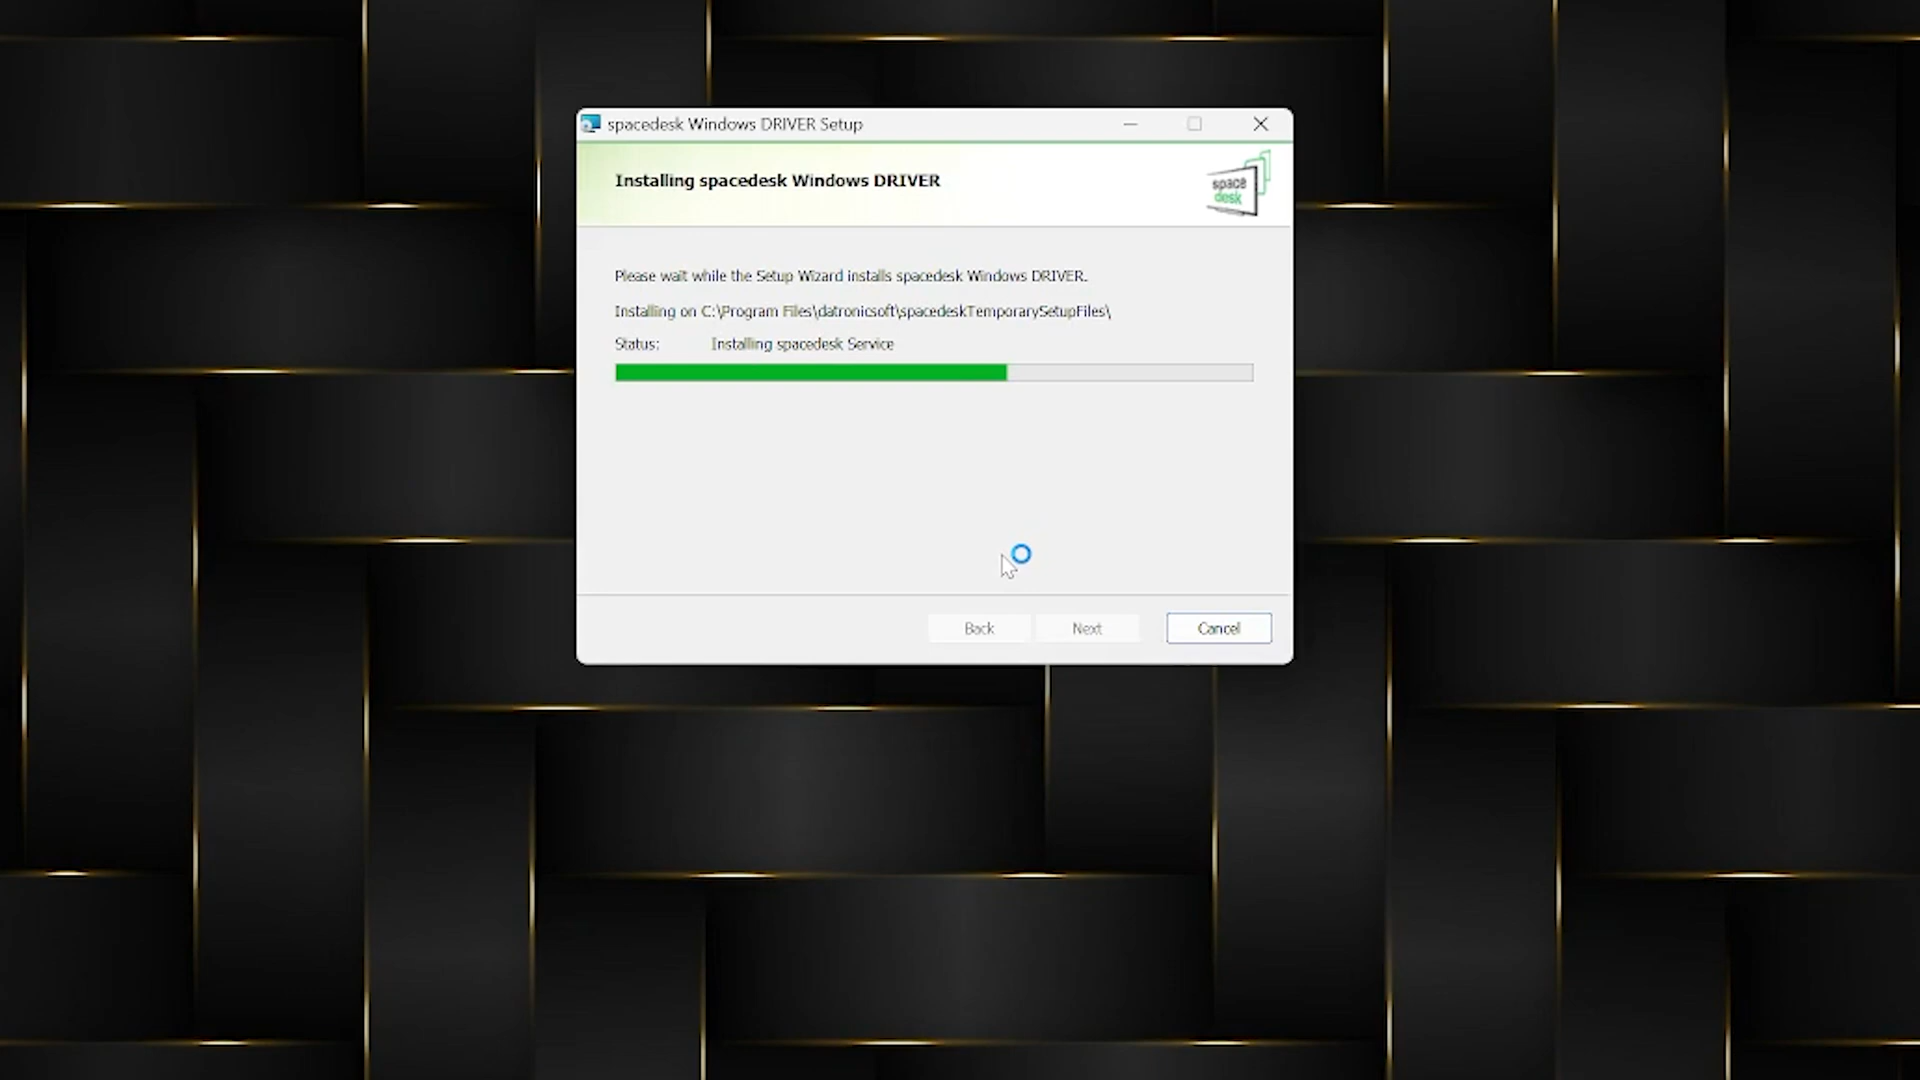 spacedesk Windows DRIVER Setup
Installing spacedesk Windows DRIVER
space
desk
Please wait while the Setup Wizard installs spacedesk Windows DRIVER.
Installing on C:\Program Files\datronicsoft\spacedeskTemporarySetupFiles\
Status: Installing spacedesk Service
Back Next Cancel